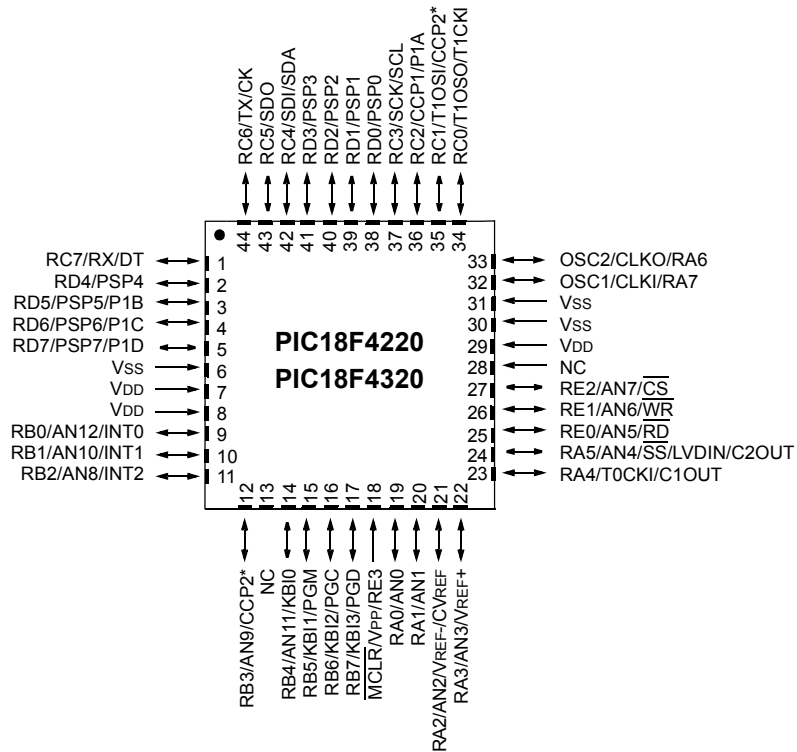 RC6/TX/CK
RC5/SDO
RC4/SDI/SDA
RD3/PSP3
RD2/PSP2
RD1/PSP1
RD0/PSP0
RC3/SCK/SCL
RC2/CCP1/P1A
RC1/T1OSI/CCP2*
RC0/T1OSO/T1CKI
44
43
42
41
40
39
38
37
36
35
34
RC7/RX/DT 1
RD4/PSP4 2
RD5/PSP5/P1B 3
RD6/PSP6/P1C 4
RD7/PSP7/P1D 5
VSS 6
VDD 7
VDD 8
RB0/AN12/INT0 9
RB1/AN10/INT1 10
RB2/AN8/INT2 11
PIC18F4220
PIC18F4320
33 OSC2/CLKO/RA6
32 OSC1/CLKI/RA7
31 VSS
30 VSS
29 VDD
28 NC
27 RE2/AN7/CS
26 RE1/AN6/WR
25 RE0/AN5/RD
24 RA5/AN4/SS/LVDIN/C2OUT
23 RA4/T0CKI/C1OUT
12
13
14
15
16
17
18
19
20
21
22
RB3/AN9/CCP2*
NC
RB4/AN11/KBI0
RB5/KBI1/PGM
RB6/KBI2/PGC
RB7/KBI3/PGD
MCLR/VPP/RE3
RA0/AN0
RA1/AN1
RA2/AN2/VREF-/CVREF
RA3/AN3/VREF+